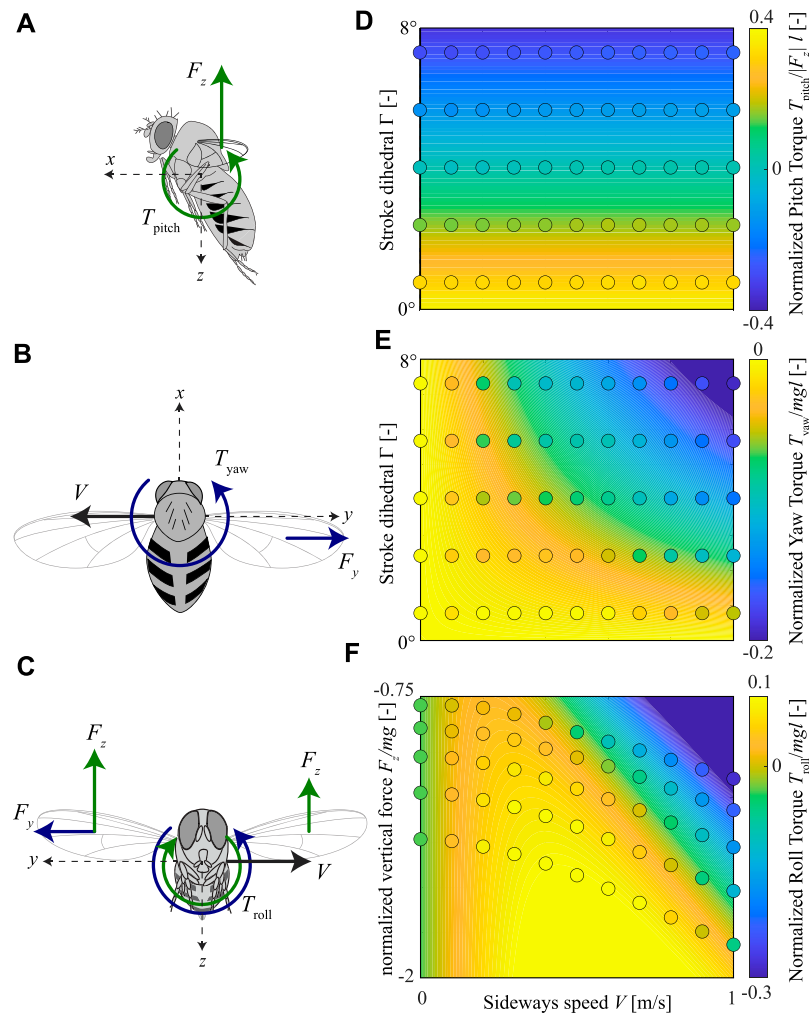 A
F_z
x
T_pitch
z
D
8°
0°
Stroke dihedral Γ [-]
0.4
0
-0.4
Normalized Pitch Torque T_pitch/|F_z| l [-]
B
x
T_yaw
V
y
F_y
E
8°
0°
Stroke dihedral Γ [-]
0
-0.2
Normalized Yaw Torque T_yaw/mgl [-]
C
F_z
F_z
F_y
y
V
T_roll
z
F
-0.75
-2
normalized vertical force F_z/mg [-]
0
1
Sideways speed V [m/s]
0.1
0
-0.3
Normalized Roll Torque T_roll/mgl [-]